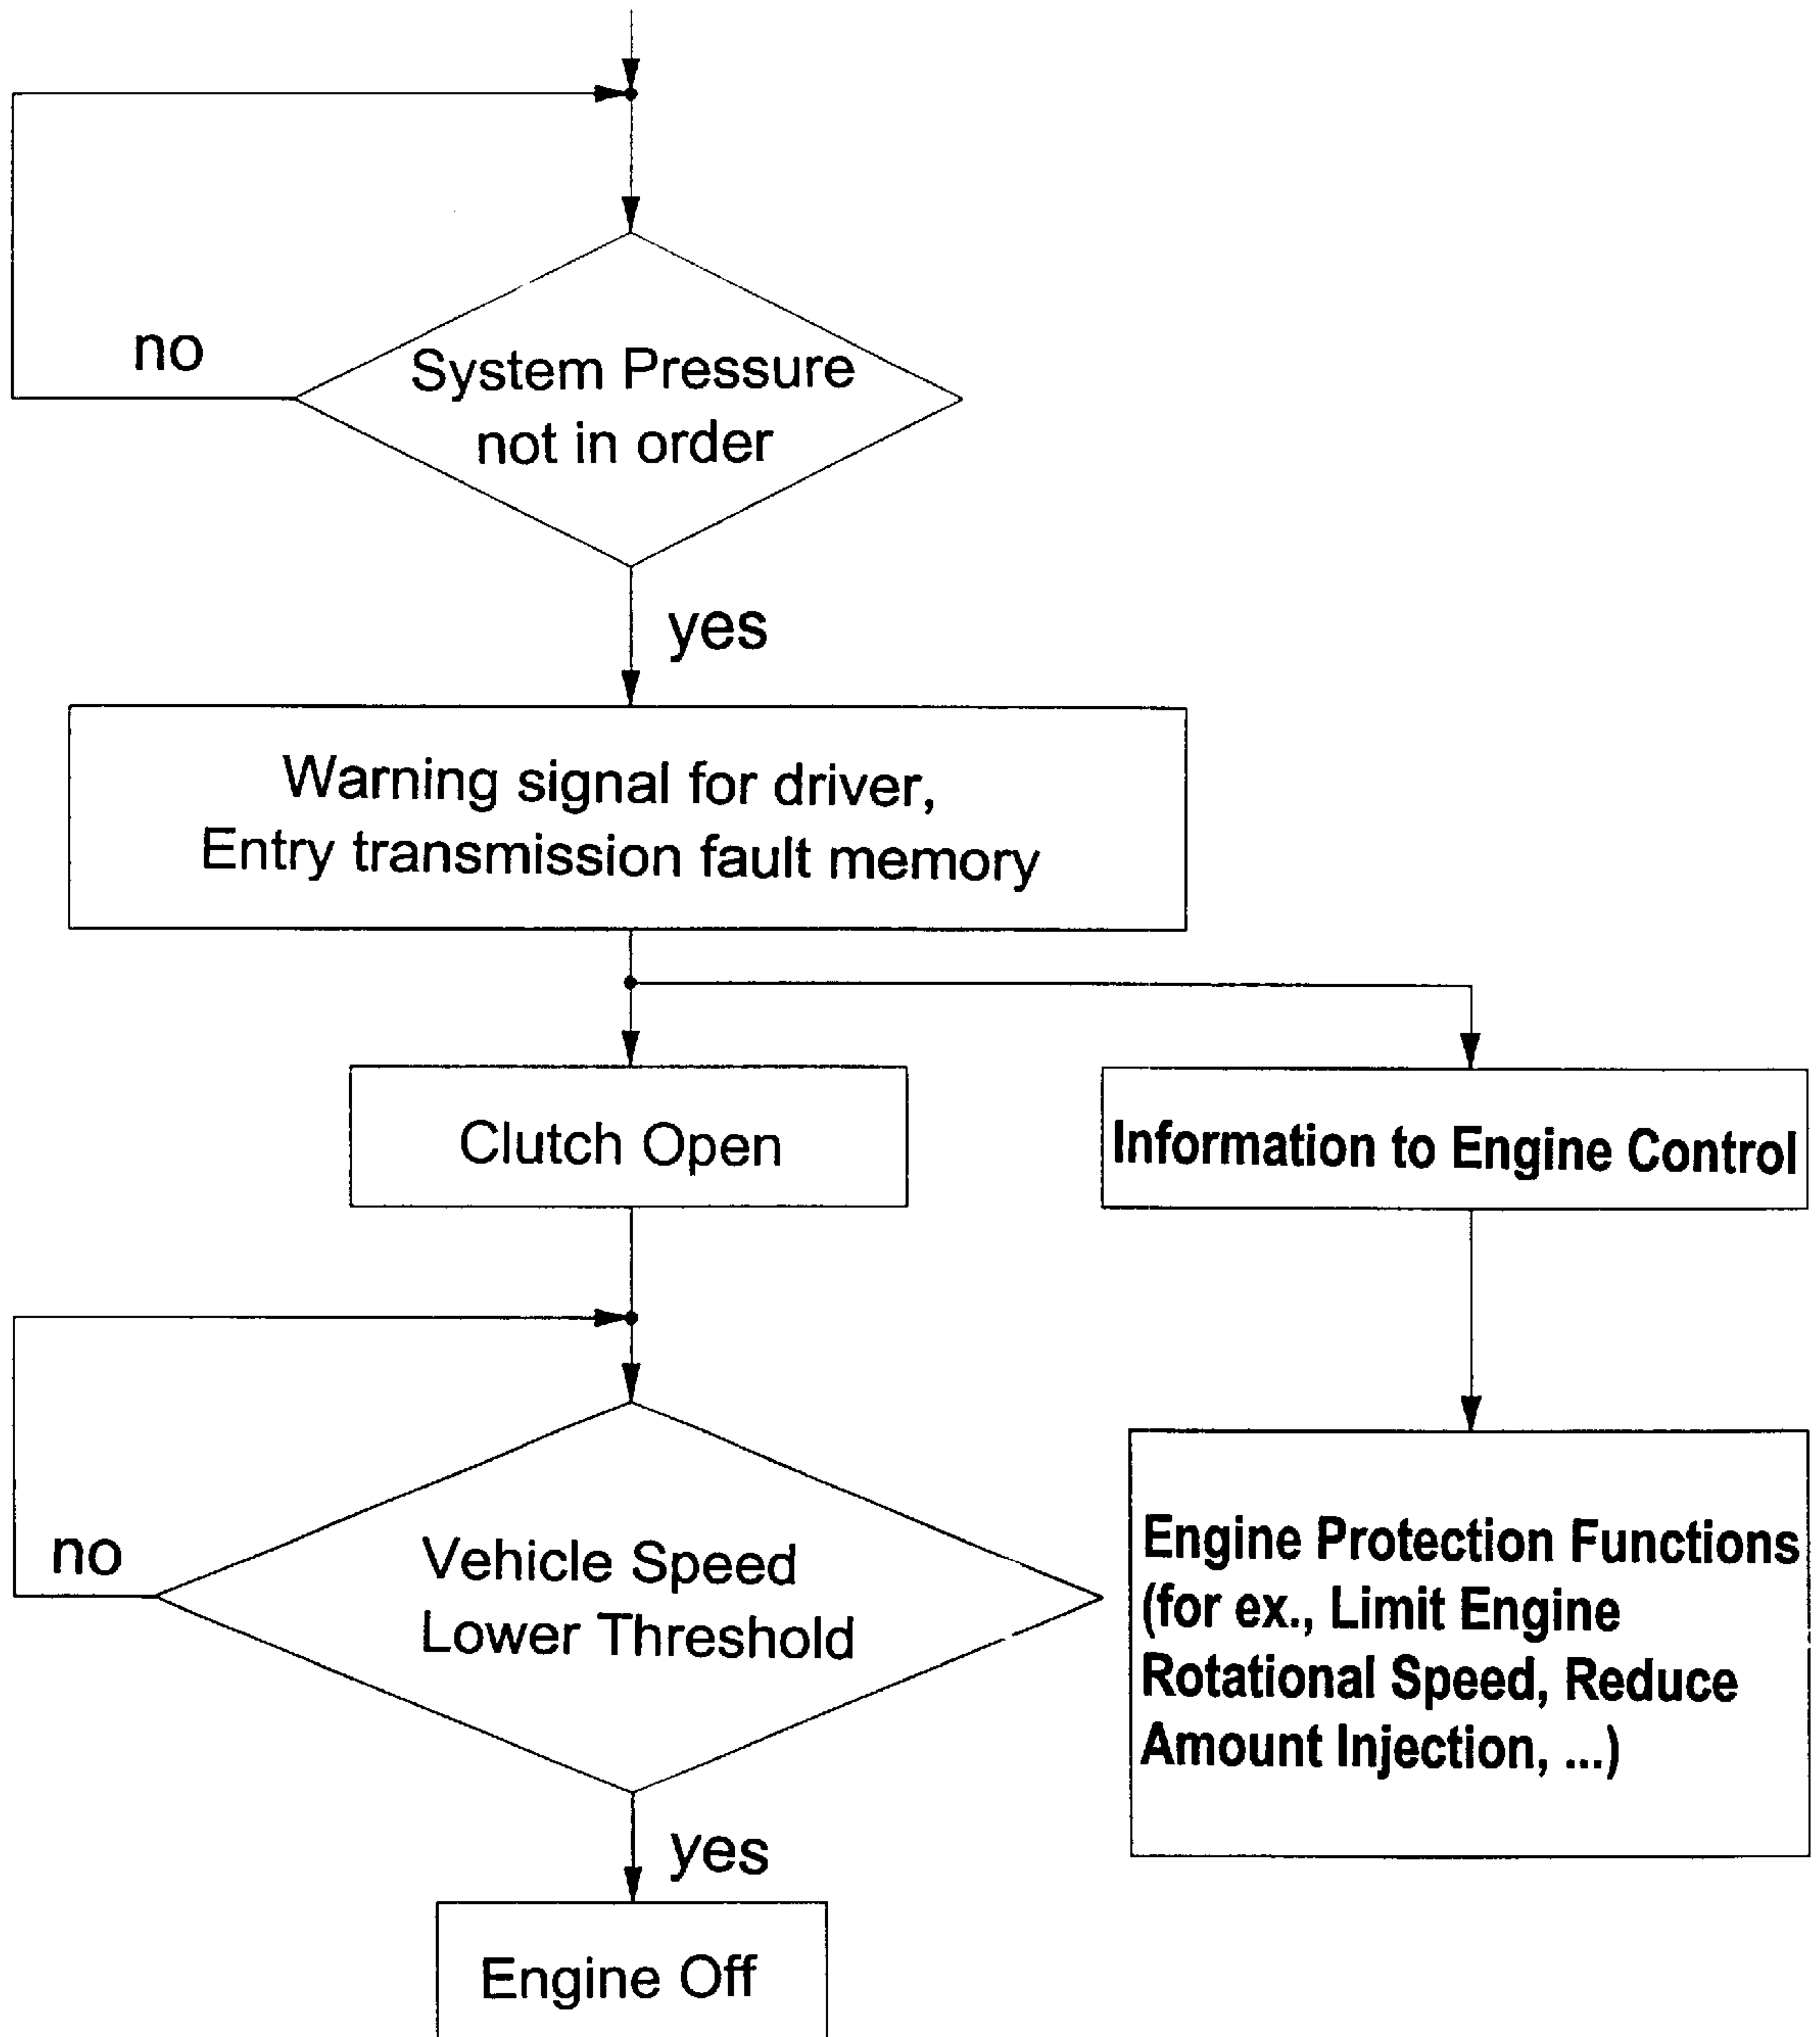 no
System Pressure
not in order
yes
Warning signal for driver,
Entry transmission fault memory
Clutch Open
Information to Engine Control
no
Vehicle Speed
Lower Threshold
Engine Protection Functions
(for ex., Limit Engine
Rotational Speed, Reduce
Amount Injection, ...)
yes
Engine Off